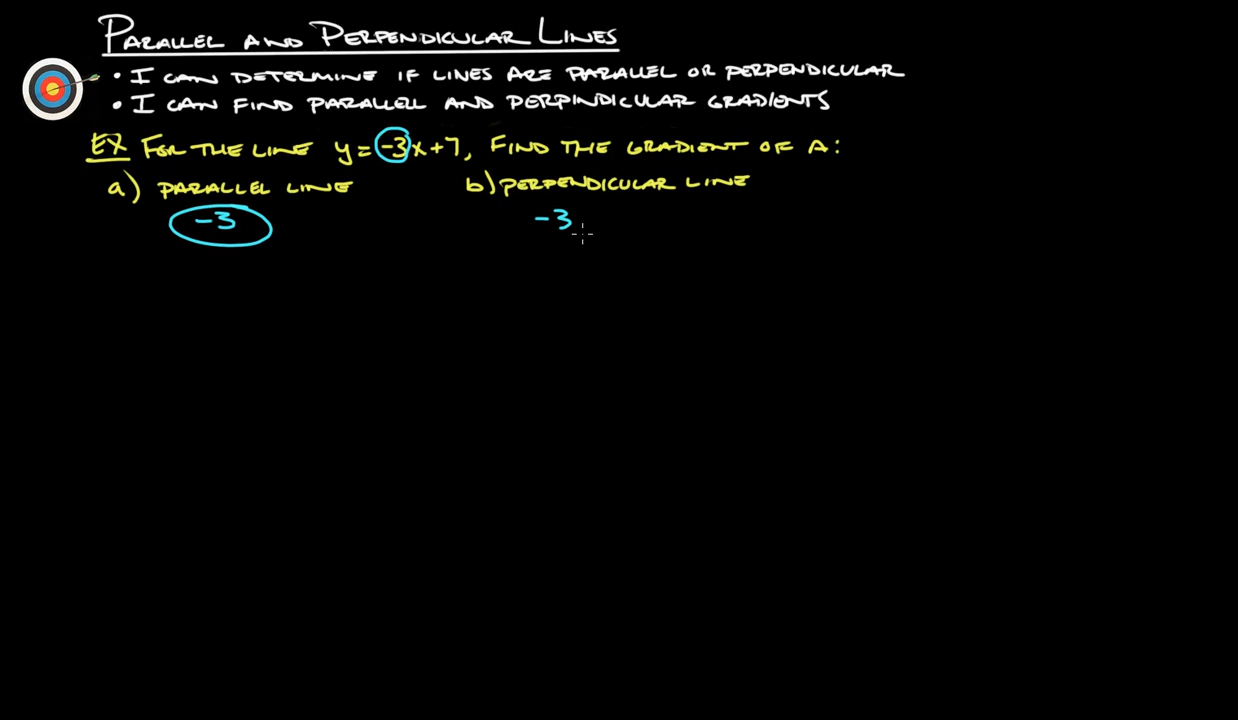 PARALLEL AND PERPENDICULAR LINES
• I CAN DETERMINE IF LINES ARE PARALLEL OR PERPENDICULAR
• I CAN FIND PARALLEL AND PERPINDICULAR GRADIENTS
EX FOR THE LINE y = -3x + 7, FIND THE GRADIENT OF A:
a) PARALLEL LINE b) PERPENDICULAR LINE
-3 -3